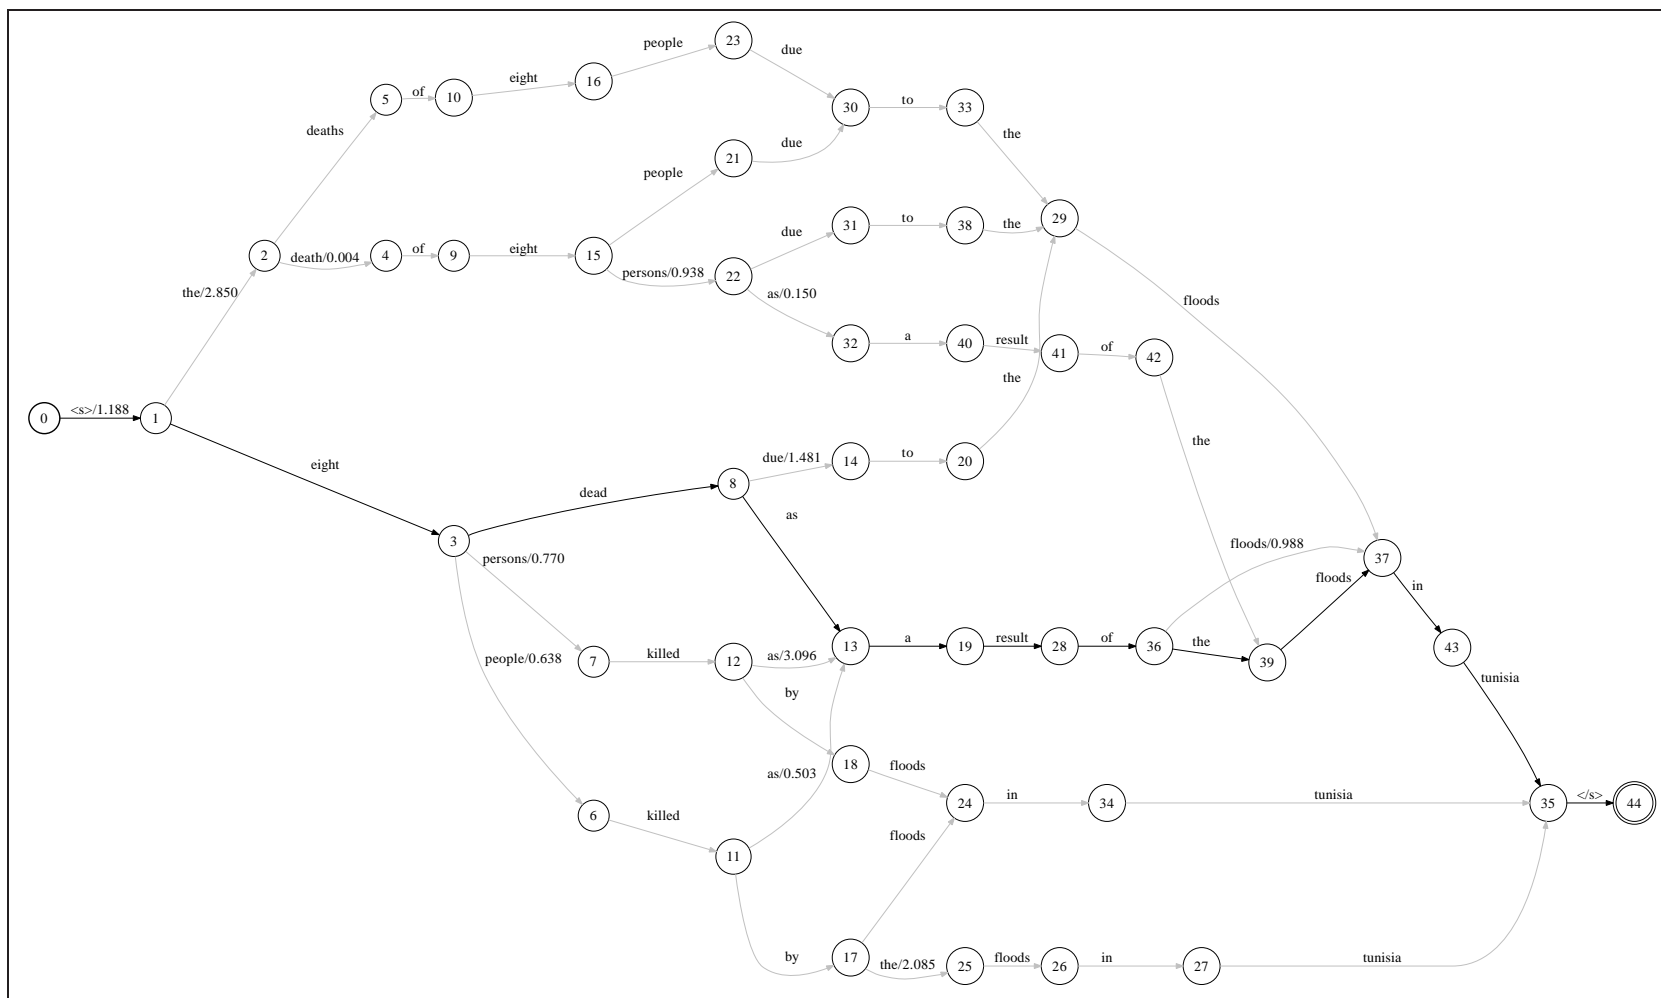 23
people
due
16
eight
5
of
10
30
to
33
deaths
the
due
21
people
29
31
to
38
the
due
2
death/0.004
4
of
9
eight
15
persons/0.938
22
as/0.150
the/2.850
floods
32
a
40
result
41
of
42
the
0
<s>/1.188
1
the
eight
due/1.481
14
to
20
dead
8
as
3
persons/0.770
floods/0.988
37
floods
in
13
a
19
result
28
of
36
the
39
43
people/0.638
7
killed
12
as/3.096
by
tunisia
18
floods
as/0.503
24
in
34
tunisia
35
</s>
44
6
killed
floods
11
by
17
the/2.085
25
floods
26
in
27
tunisia